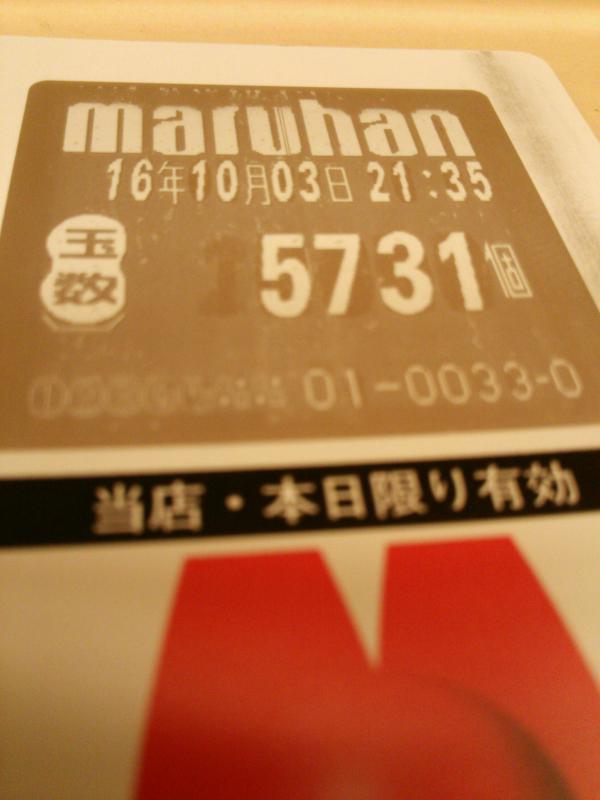 maruhan
16年10月03日 21:35
玉数 5731個
01-0033-0
当店・本日限り有効